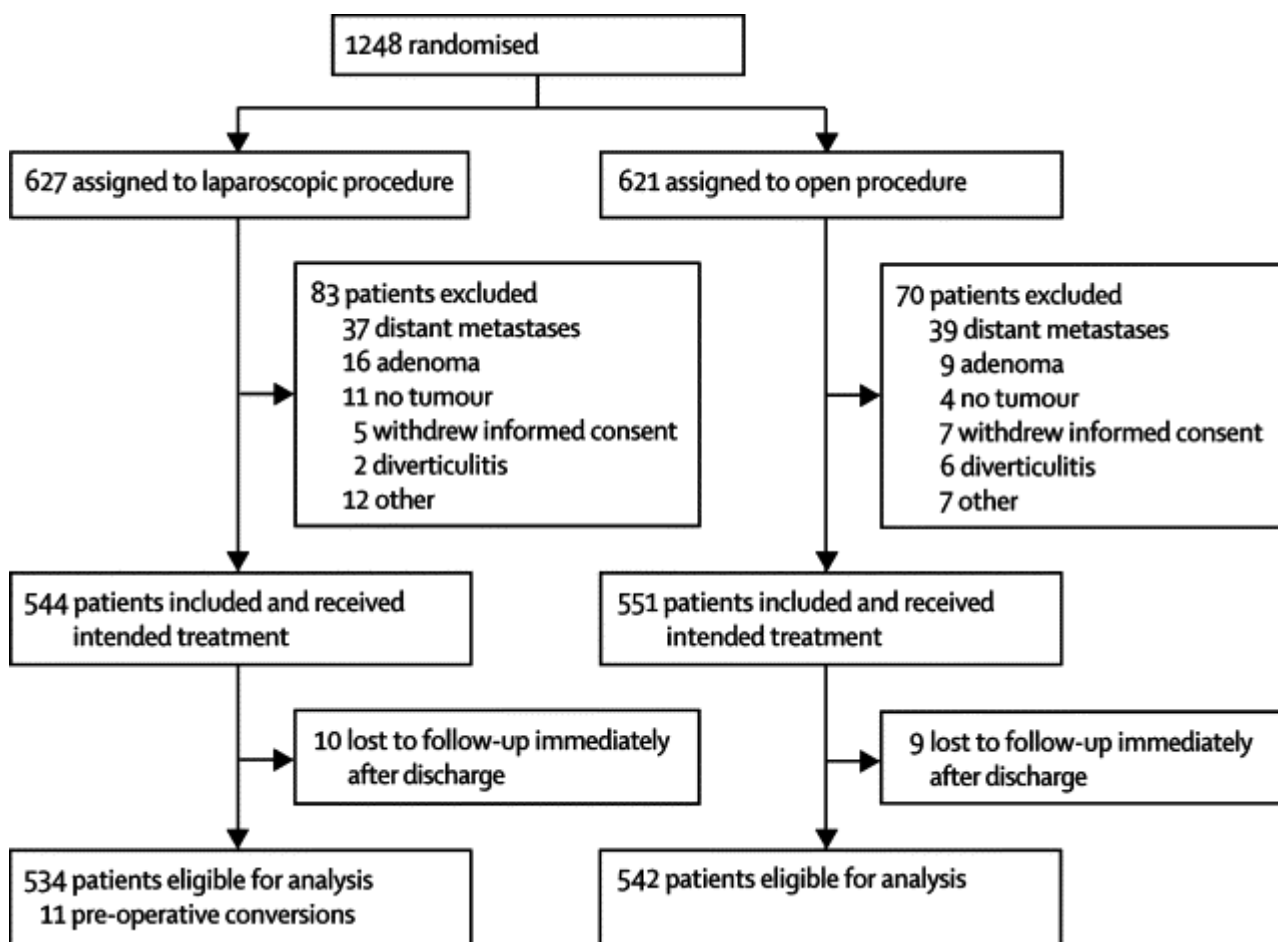 1248 randomised
627 assigned to laparoscopic procedure
621 assigned to open procedure
83 patients excluded
37 distant metastases
16 adenoma
11 no tumour
5 withdrew informed consent
2 diverticulitis
12 other
70 patients excluded
39 distant metastases
9 adenoma
4 no tumour
7 withdrew informed consent
6 diverticulitis
7 other
544 patients included and received
intended treatment
551 patients included and received
intended treatment
10 lost to follow-up immediately
after discharge
9 lost to follow-up immediately
after discharge
534 patients eligible for analysis
11 pre-operative conversions
542 patients eligible for analysis